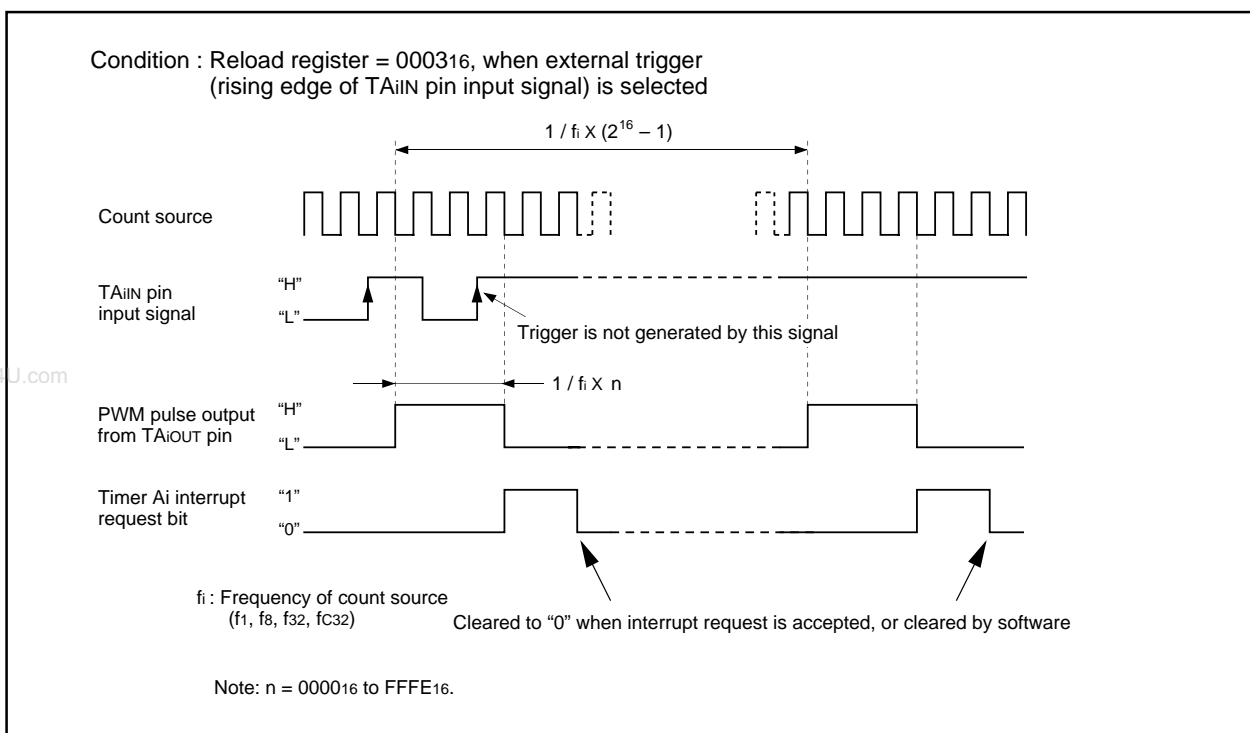 Condition : Reload register = 000316, when external trigger
(rising edge of TAiIN pin input signal) is selected
1 / fi X (2^16 – 1)
Count source
TAiIN pin
input signal
“H”
“L”
Trigger is not generated by this signal
U.com
1 / fi X n
PWM pulse output
from TAiOUT pin
“H”
“L”
Timer Ai interrupt
request bit
“1”
“0”
fi : Frequency of count source
(f1, f8, f32, fC32)
Cleared to “0” when interrupt request is accepted, or cleared by software
Note: n = 000016 to FFFE16.